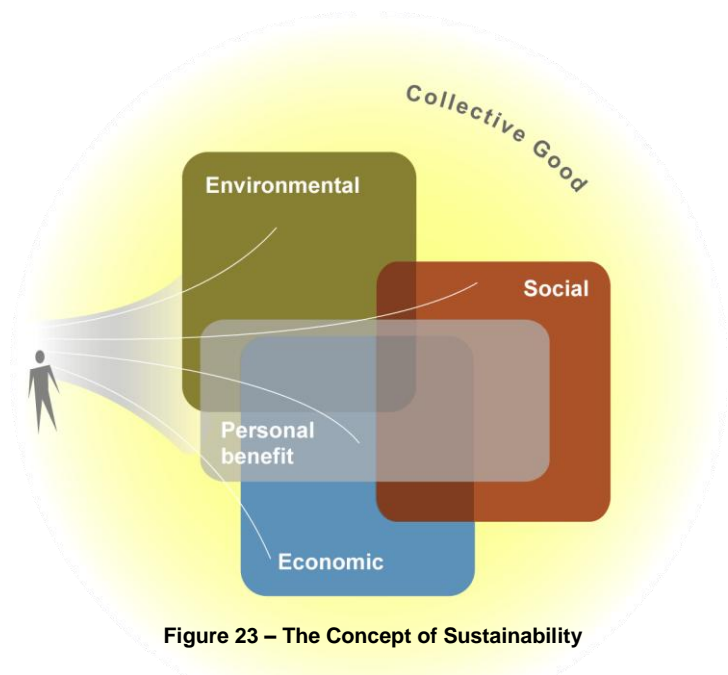 Collective Good
Environmental
Social
Personal
benefit
Economic
Figure 23 – The Concept of Sustainability